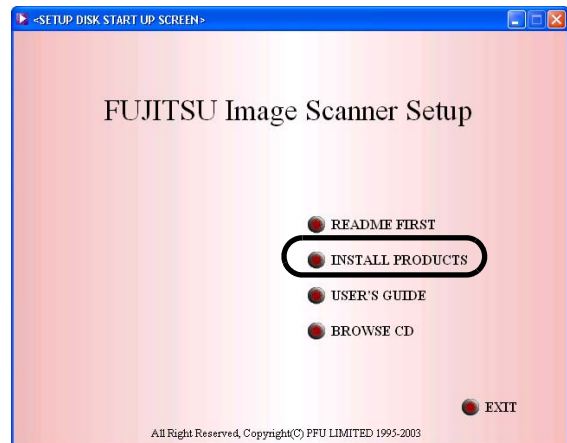 <SETUP DISK START UP SCREEN>
FUJITSU Image Scanner Setup
README FIRST
INSTALL PRODUCTS
USER'S GUIDE
BROWSE CD
EXIT
All Right Reserved, Copyright(C) PFU LIMITED 1995-2003